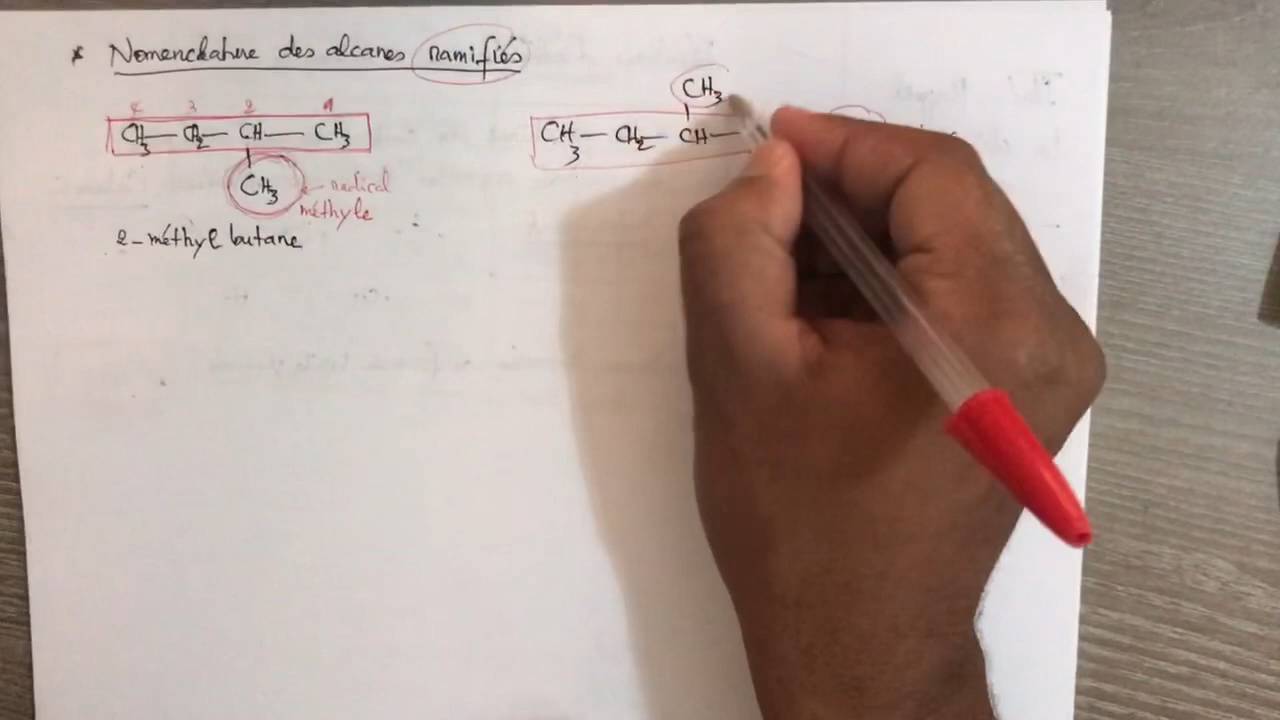 * Nomenclature des alcanes ramifiés
4 3 2 1
CH3 — CH2 — CH — CH3
CH3
← radical
méthyle
2-méthyl butane
CH3
CH3 — CH2 — CH —